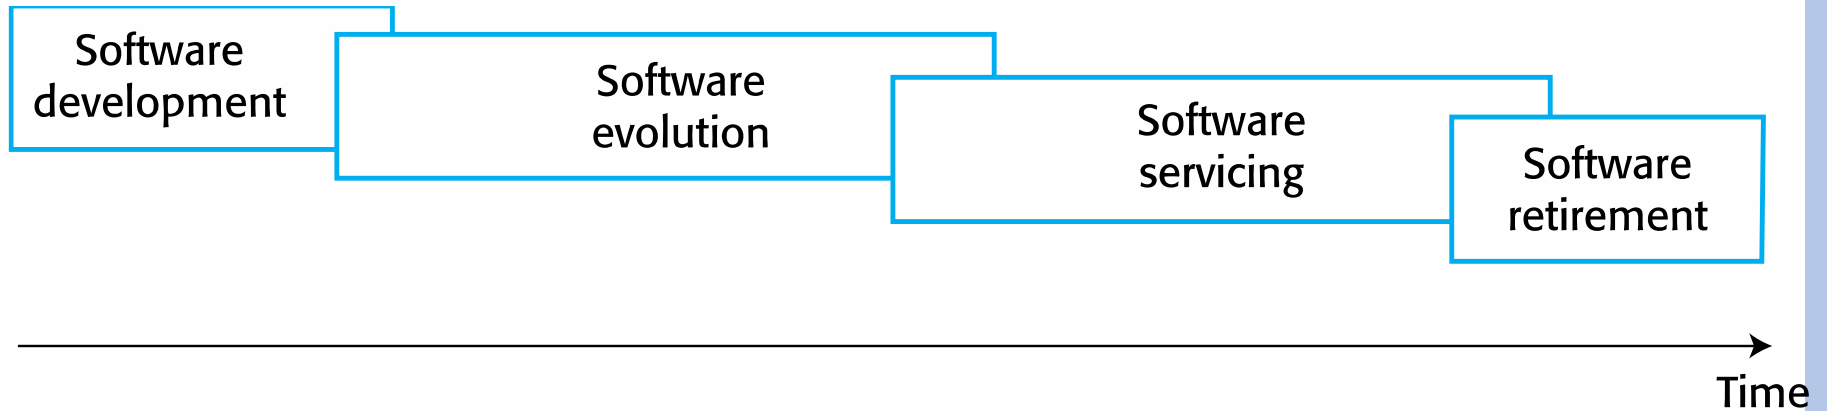 Software
development
Software
evolution
Software
servicing
Software
retirement
Time